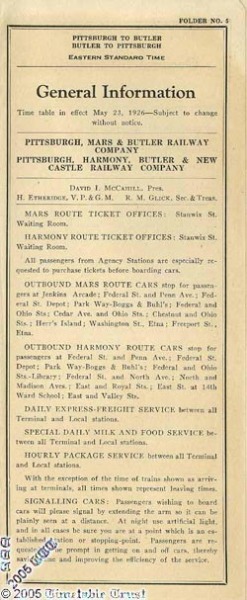 FOLDER NO. 5
PITTSBURGH TO BUTLER
BUTLER TO PITTSBURGH
EASTERN STANDARD TIME
General Information
Time table in effect May 23, 1926—Subject to change
without notice.
PITTSBURGH, MARS & BUTLER RAILWAY
COMPANY
PITTSBURGH, HARMONY, BUTLER & NEW
CASTLE RAILWAY COMPANY
DAVID I. MCCAHILL, Pres.
H. ETHERIDGE, V. P. & G. M. R. M. GLICK, Sec. & Treas.
MARS ROUTE TICKET OFFICES: Stanwix St.
Waiting Room.
HARMONY ROUTE TICKET OFFICES: Stanwix St.
Waiting Room.
All passengers from Agency Stations are especially re-
quested to purchase tickets before boarding cars.
OUTBOUND MARS ROUTE CARS stop for passen-
gers at Jenkins Arcade; Federal St. and Penn Ave.; Fed-
eral St. Depot; Park Way-Boggs & Buhl's; Federal and
Ohio Sts.; Cedar Ave. and Ohio Sts.; Chestnut and Ohio
Sts.; Herr's Island; Washington St., Etna; Freeport St.,
Etna.
OUTBOUND HARMONY ROUTE CARS stop for
passengers at Federal St. and Penn Ave.; Federal St.
Depot; Park Way-Boggs & Buhl's; Federal and Ohio
Sts.-Library; Federal St. and North Ave.; North and
Madison Aves.; East and Royal Sts.; East St. at 14th
Ward School; East and Valley Sts.
DAILY EXPRESS-FREIGHT SERVICE between all
Terminal and Local stations.
SPECIAL DAILY MILK AND FOOD SERVICE be-
tween all Terminal and Local stations.
HOURLY PACKAGE SERVICE between all Terminal
and Local stations.
With the exception of the time of trains shown as arriv-
ing at terminals, all times shown represent leaving times.
SIGNALLING CARS: Passengers wishing to board
cars will please signal by extending the arm so it can be
plainly seen at a distance. At night use artificial light,
and in all cases be sure you are at a point which is an es-
tablished station or stopping-point. Passengers are re-
quested to be prompt in getting on and off cars, thereby
saving time and improving the efficiency of the service.
2005
© 2005 Timetable Crest